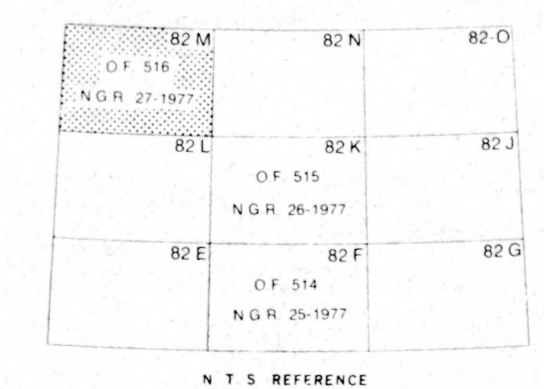 82 M
O.F. 516
N.G.R. 27-1977
82 N
82-O
82 L
82 K
O.F. 515
N.G.R. 26-1977
82 J
82 E
82 F
O.F. 514
N.G.R. 25-1977
82 G
N.T.S REFERENCE